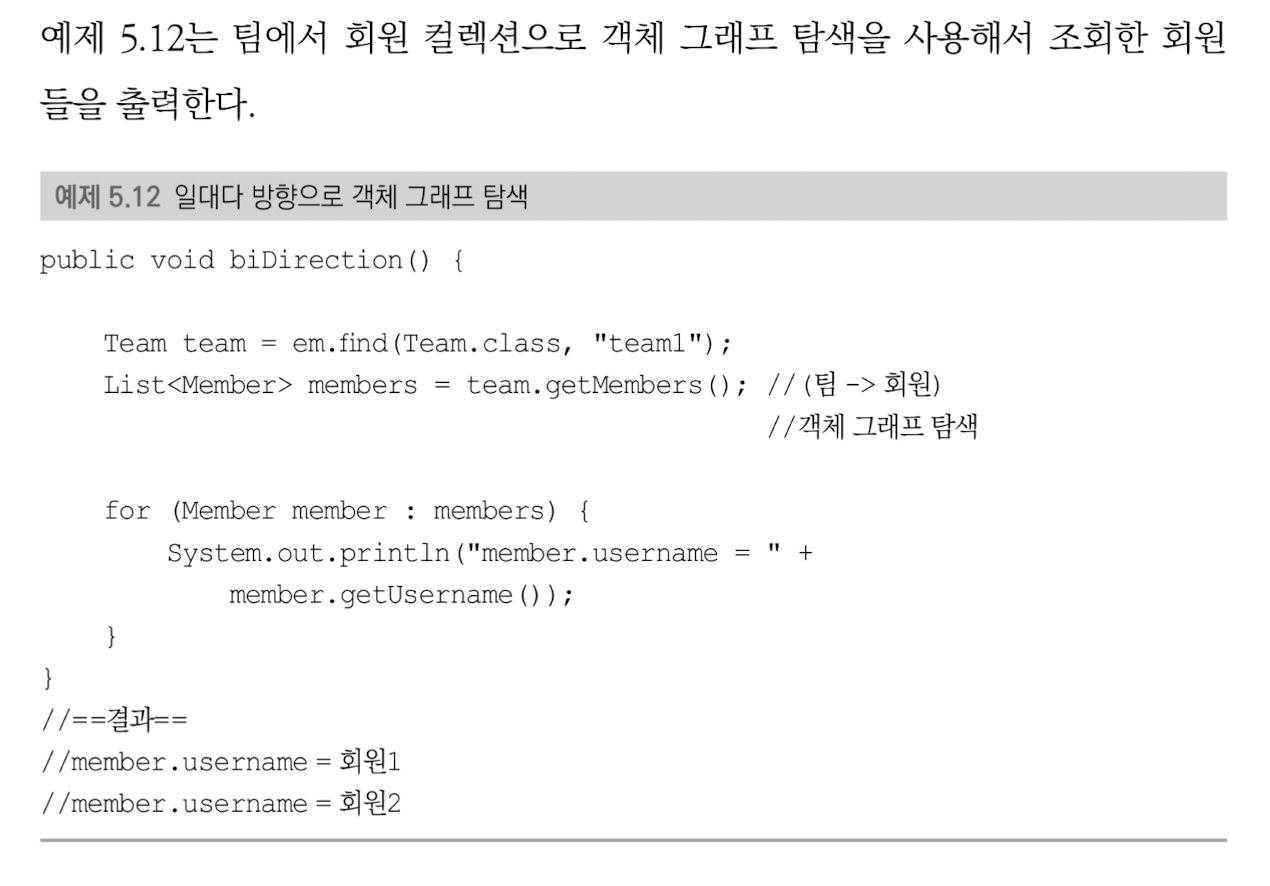 예제 5.12는 팀에서 회원 컬렉션으로 객체 그래프 탐색을 사용해서 조회한 회원
들을 출력한다.
예제 5.12 일대다 방향으로 객체 그래프 탐색
public void biDirection() {
    Team team = em.find(Team.class, "team1");
    List<Member> members = team.getMembers(); //(팀 -> 회원)
                                              //객체 그래프 탐색
    for (Member member : members) {
        System.out.println("member.username = " +
            member.getUsername());
    }
}
//==결과==
//member.username = 회원1
//member.username = 회원2